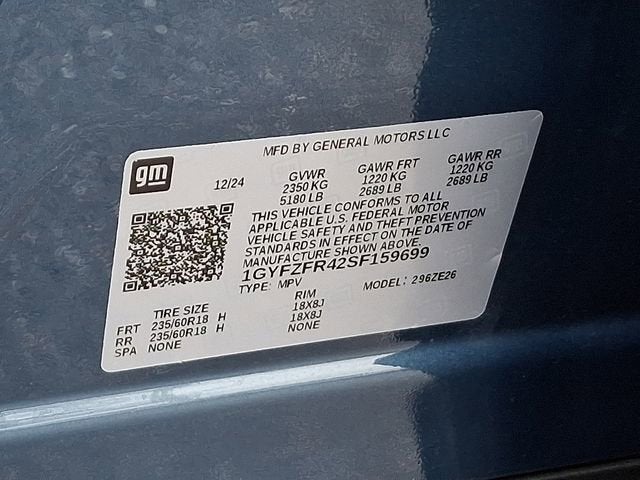 MFD BY GENERAL MOTORS LLC
gm
12/24
GVWR GAWR FRT GAWR RR
2350 KG 1220 KG 1220 KG
5180 LB 2689 LB 2689 LB
THIS VEHICLE CONFORMS TO ALL
APPLICABLE U.S. FEDERAL MOTOR
VEHICLE SAFETY AND THEFT PREVENTION
STANDARDS IN EFFECT ON THE DATE OF
MANUFACTURE SHOWN ABOVE.
1GYFZFR42SF159699
TYPE: MPV MODEL: 296ZE26
TIRE SIZE RIM
FRT 235/60R18 H 18X8J
RR 235/60R18 H 18X8J
SPA NONE NONE